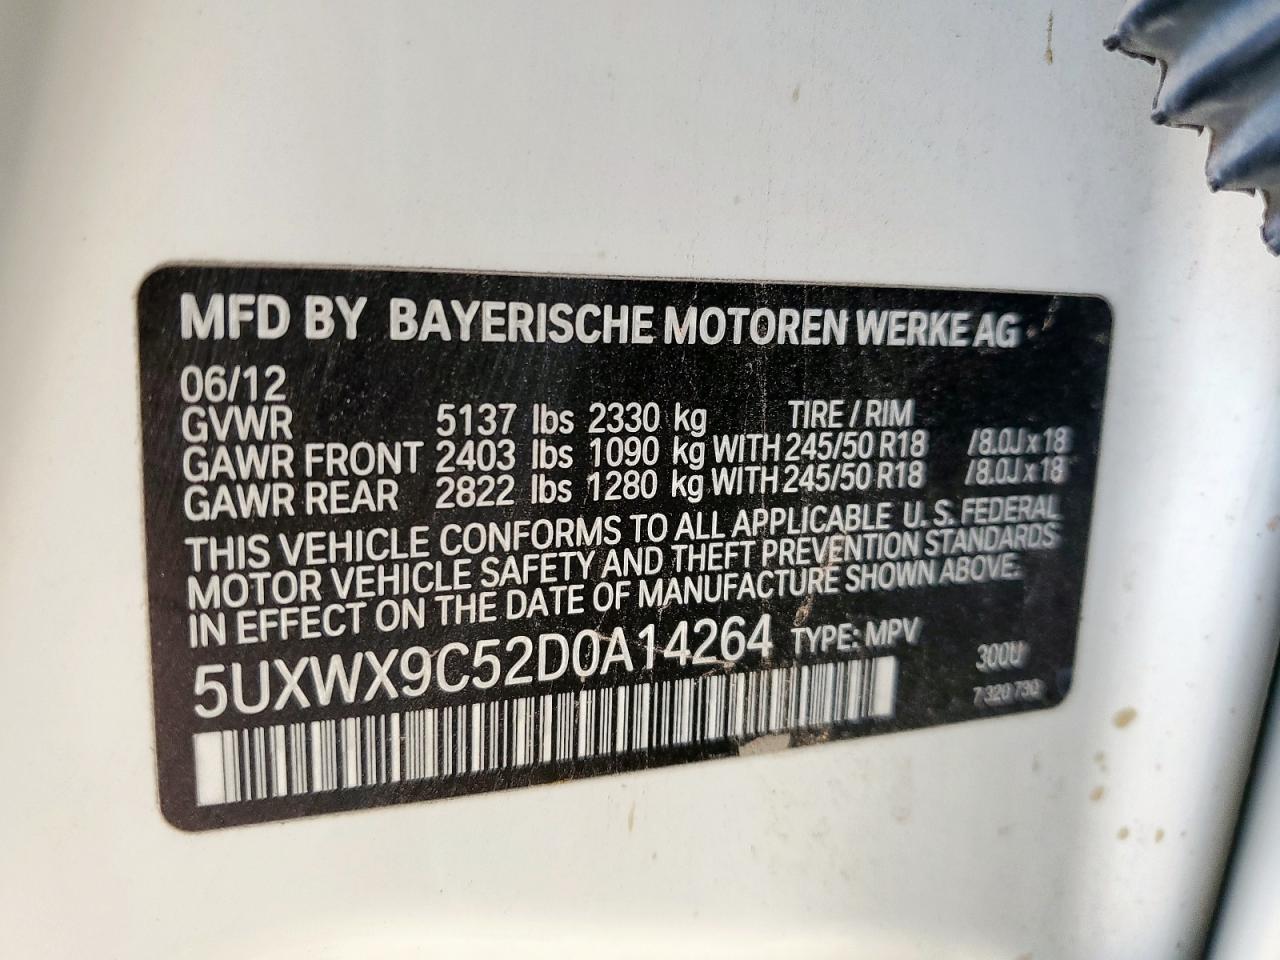 MFD BY BAYERISCHE MOTOREN WERKE AG
06/12
GVWR 5137 lbs 2330 kg TIRE / RIM
GAWR FRONT 2403 lbs 1090 kg WITH 245/50 R18 /8.0J x 18
GAWR REAR 2822 lbs 1280 kg WITH 245/50 R18 /8.0J x 18
THIS VEHICLE CONFORMS TO ALL APPLICABLE U.S. FEDERAL
MOTOR VEHICLE SAFETY AND THEFT PREVENTION STANDARDS
IN EFFECT ON THE DATE OF MANUFACTURE SHOWN ABOVE.
5UXWX9C52D0A14264 TYPE: MPV
300U
7 320 730